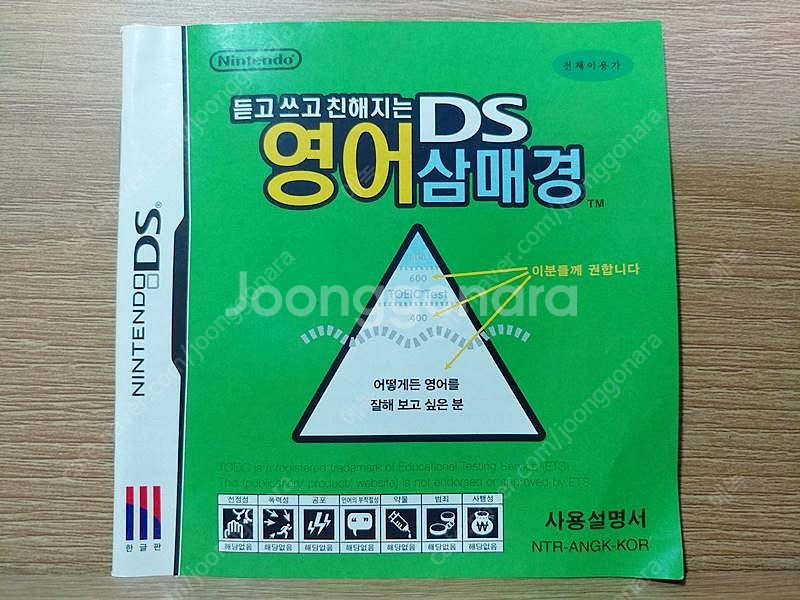 Nintendo
전체이용가
듣고 쓰고 친해지는
영어 삼매경 DS
TM
NINTENDO DS®
600
TOEIC Test
400
이분들께 권합니다
어떻게든 영어를
잘해 보고 싶은 분
Joonggonara
TOEIC is a registered trademark of Educational Testing Service (ETS).
This (publication/ product/ website) is not endorsed or approved by ETS.
선정성 폭력성 공포 언어의 부적절성 약물 범죄 사행성
해당없음 해당없음 해당없음 해당없음 해당없음 해당없음 해당없음
한글판
사용설명서
NTR-ANGK-KOR